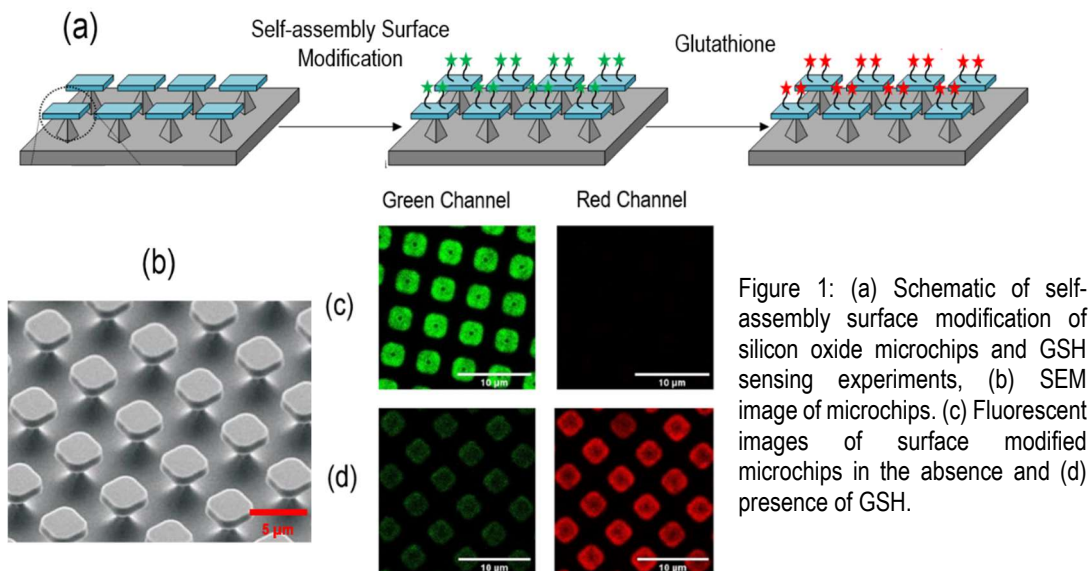 (a)
Self-assembly Surface
Modification
Glutathione
Green Channel
Red Channel
(b)
5 µm
(c)
10 µm
10 µm
(d)
10 µm
10 µm
Figure 1: (a) Schematic of self-
assembly surface modification of
silicon oxide microchips and GSH
sensing experiments, (b) SEM
image of microchips. (c) Fluorescent
images of surface modified
microchips in the absence and (d)
presence of GSH.